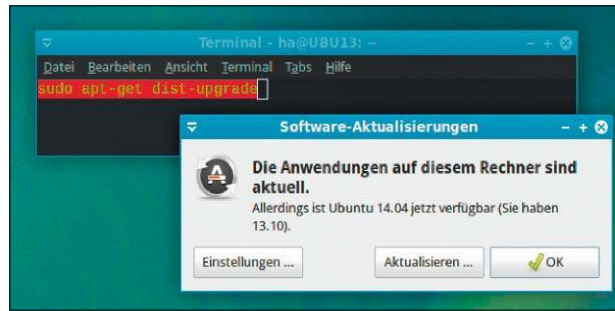 Terminal - ha@UBU13: ~
Datei Bearbeiten Ansicht Terminal Tabs Hilfe
sudo apt-get dist-upgrade
Software-Aktualisierungen
Die Anwendungen auf diesem Rechner sind
aktuell.
Allerdings ist Ubuntu 14.04 jetzt verfügbar (Sie haben
13.10).
Einstellungen ... Aktualisieren ... OK